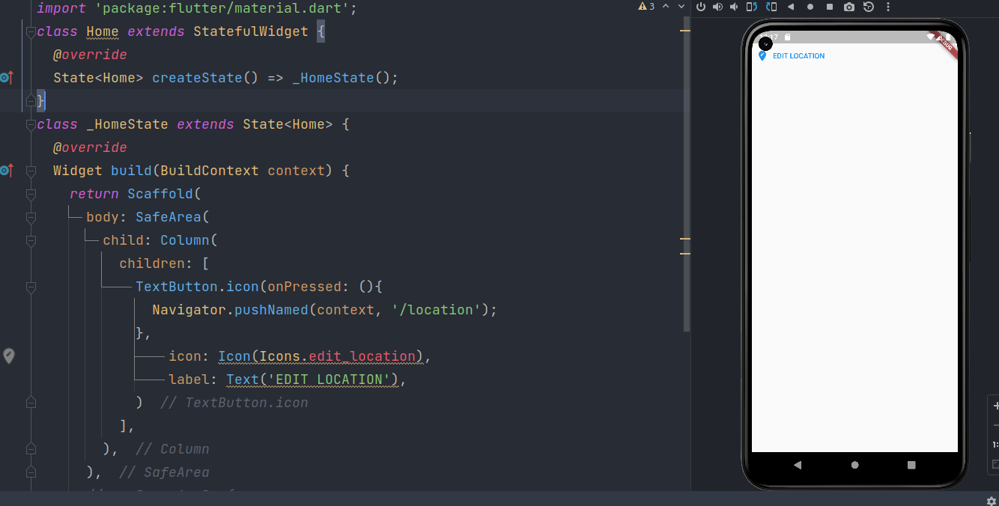 import 'package:flutter/material.dart';
class Home extends StatefulWidget {
@override
State<Home> createState() => _HomeState();
}
class _HomeState extends State<Home> {
@override
Widget build(BuildContext context) {
return Scaffold(
body: SafeArea(
child: Column(
children: [
TextButton.icon(onPressed: (){
Navigator.pushNamed(context, '/location');
},
icon: Icon(Icons.edit_location),
label: Text('EDIT LOCATION'),
) // TextButton.icon
],
), // Column
), // SafeArea
3
DEBUG
EDIT LOCATION